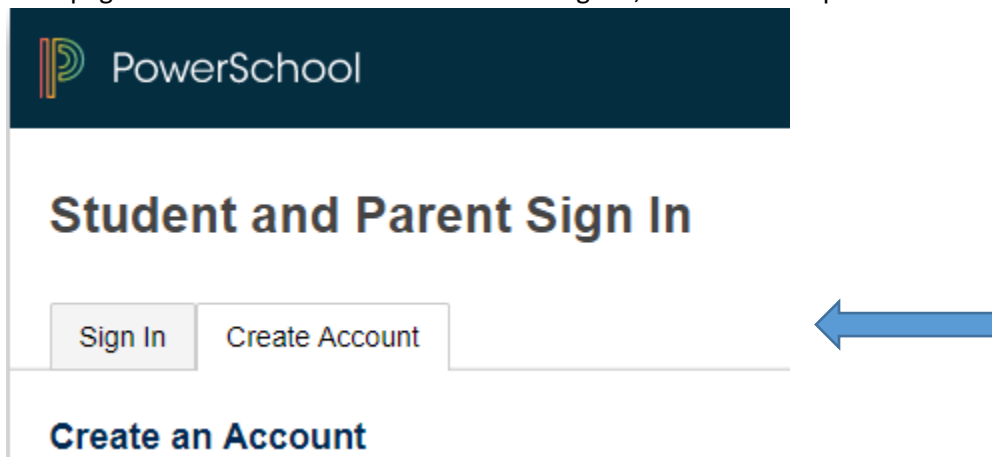 PowerSchool
Student and Parent Sign In
Sign In Create Account
Create an Account